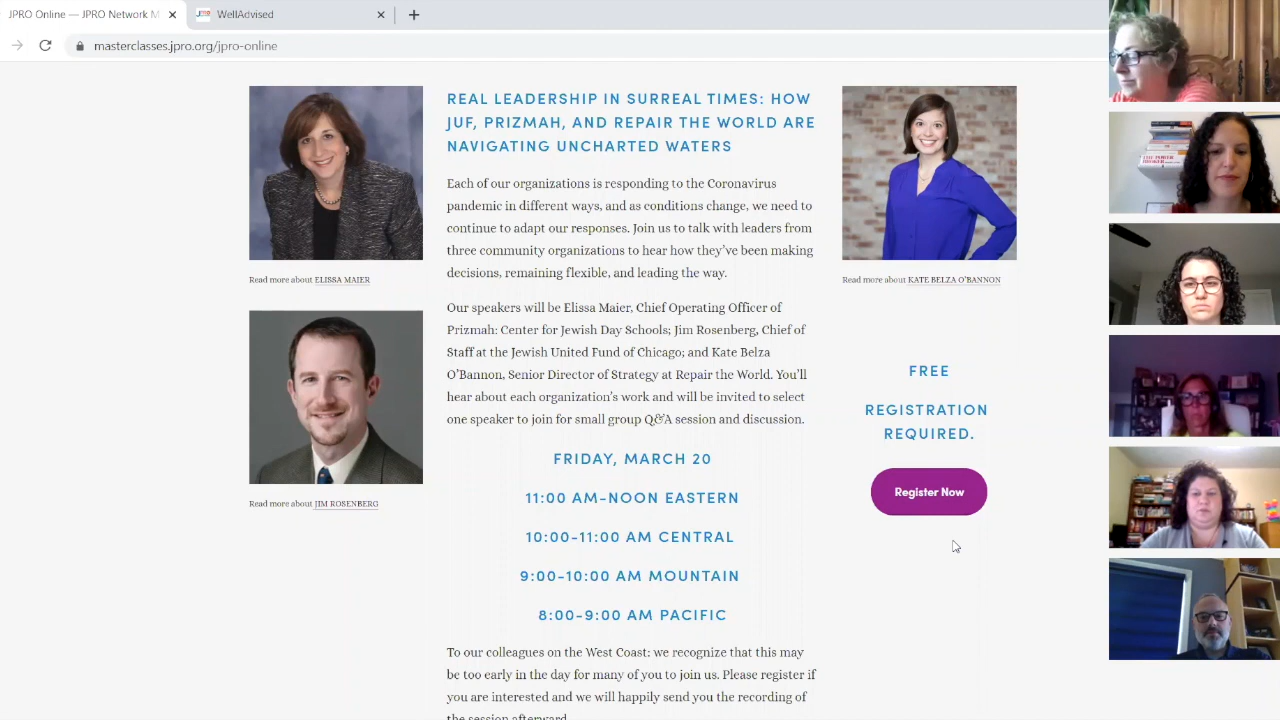 JPRO Online — JPRO Network M
WellAdvised
masterclasses.jpro.org/jpro-online
REAL LEADERSHIP IN SURREAL TIMES: HOW
JUF, PRIZMAH, AND REPAIR THE WORLD ARE
NAVIGATING UNCHARTED WATERS
Each of our organizations is responding to the Coronavirus
pandemic in different ways, and as conditions change, we need to
continue to adapt our responses. Join us to talk with leaders from
three community organizations to hear how they've been making
decisions, remaining flexible, and leading the way.
Our speakers will be Elissa Maier, Chief Operating Officer of
Prizmah: Center for Jewish Day Schools; Jim Rosenberg, Chief of
Staff at the Jewish United Fund of Chicago; and Kate Belza
O'Bannon, Senior Director of Strategy at Repair the World. You'll
hear about each organization's work and will be invited to select
one speaker to join for small group Q&A session and discussion.
FRIDAY, MARCH 20
11:00 AM-NOON EASTERN
10:00-11:00 AM CENTRAL
9:00-10:00 AM MOUNTAIN
8:00-9:00 AM PACIFIC
To our colleagues on the West Coast: we recognize that this may
be too early in the day for many of you to join us. Please register if
you are interested and we will happily send you the recording of
the session afterward.
Read more about ELISSA MAIER
Read more about JIM ROSENBERG
Read more about KATE BELZA O'BANNON
FREE
REGISTRATION
REQUIRED.
Register Now